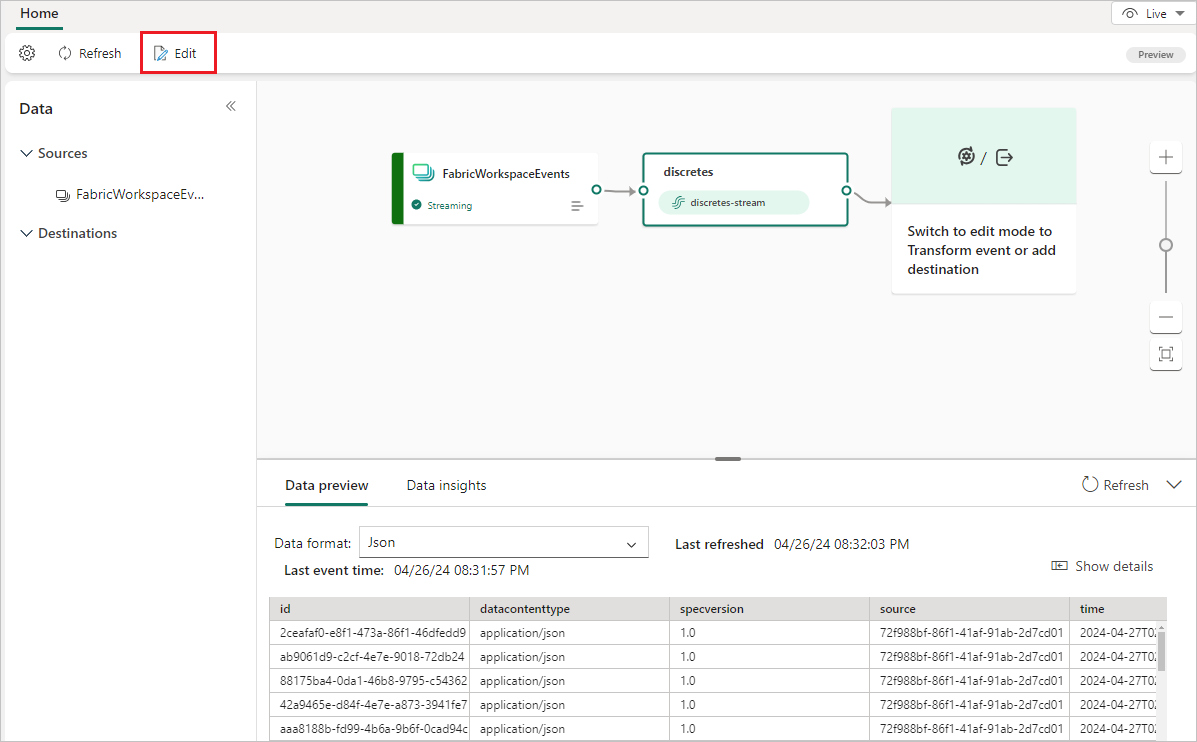 Home
Live
Refresh
Edit
Preview
Data
Sources
FabricWorkspaceEv...
Destinations
FabricWorkspaceEvents
Streaming
discretes
discretes-stream
/
Switch to edit mode to
Transform event or add
destination
Data preview
Data insights
Refresh
Data format:
Json
Last refreshed 04/26/24 08:32:03 PM
Last event time: 04/26/24 08:31:57 PM
Show details
id datacontenttype specversion source time
2ceafaf0-e8f1-473a-86f1-46dfedd9 application/json 1.0 72f988bf-86f1-41af-91ab-2d7cd01 2024-04-27T02
ab9061d9-c2cf-4e7e-9018-72db24 application/json 1.0 72f988bf-86f1-41af-91ab-2d7cd01 2024-04-27T02
88175ba4-0da1-46b8-9795-c54362 application/json 1.0 72f988bf-86f1-41af-91ab-2d7cd01 2024-04-27T02
42a9465e-d84f-4e7e-a873-3941fe7 application/json 1.0 72f988bf-86f1-41af-91ab-2d7cd01 2024-04-27T02
aaa8188b-fd99-4b6a-9b6f-0cad94c application/json 1.0 72f988bf-86f1-41af-91ab-2d7cd01 2024-04-27T02